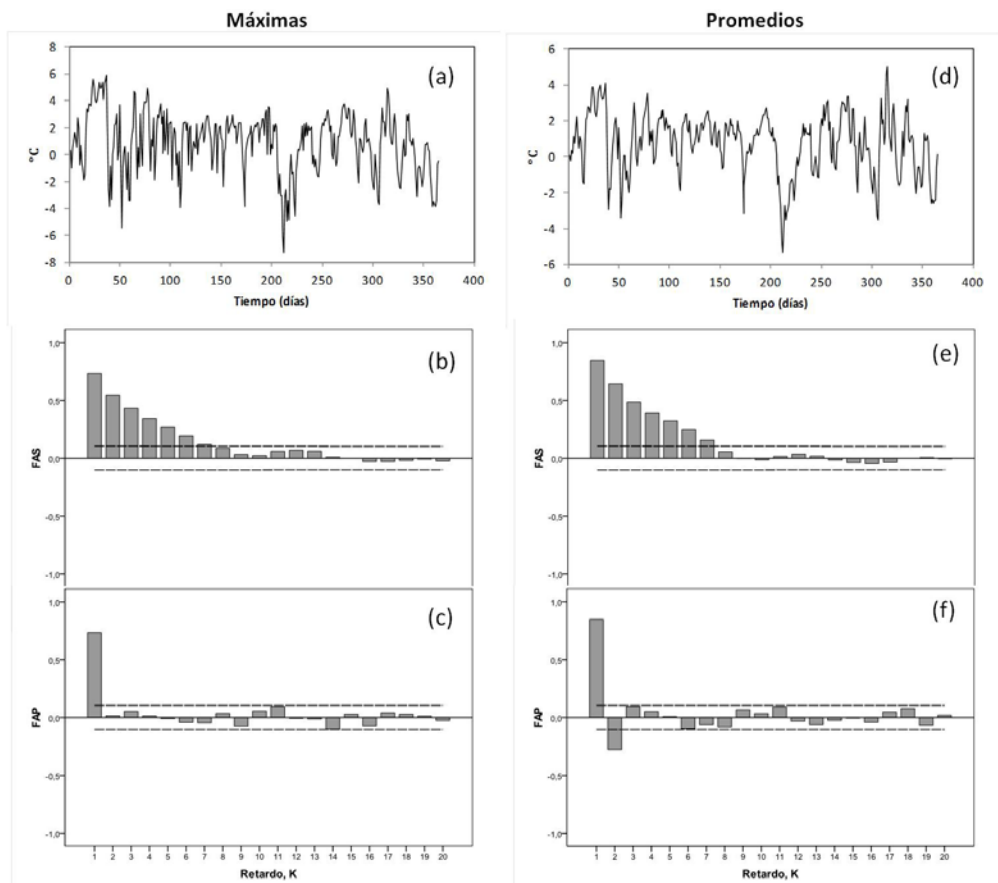 Máximas
Promedios
8
6
4
2
0
-2
-4
-6
-8
°C
(a)
0 50 100 150 200 250 300 350 400
Tiempo (días)
6
4
2
0
-2
-4
-6
°C
(d)
0 50 100 150 200 250 300 350 400
Tiempo (días)
1,0
0,5
0,0
-0,5
-1,0
FAS
(b)
1,0
0,5
0,0
-0,5
-1,0
FAS
(e)
1,0
0,5
0,0
-0,5
-1,0
FAP
(c)
1 2 3 4 5 6 7 8 9 10 11 12 13 14 15 16 17 18 19 20
Retardo, K
1,0
0,5
0,0
-0,5
-1,0
FAP
(f)
1 2 3 4 5 6 7 8 9 10 11 12 13 14 15 16 17 18 19 20
Retardo, K